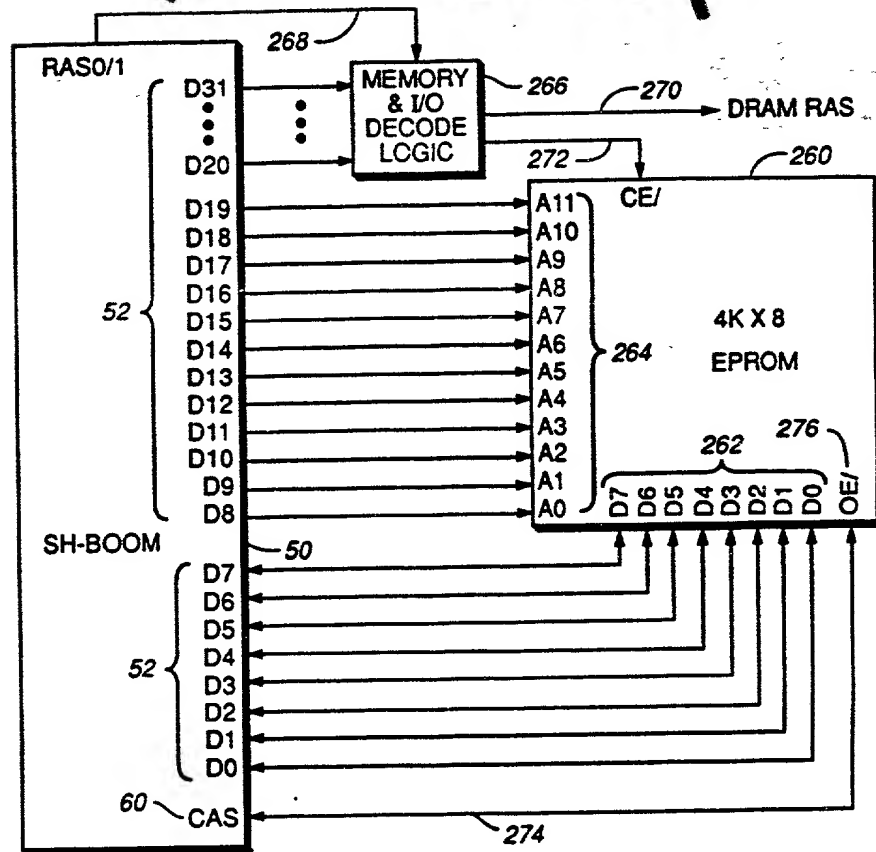 268
RAS0/1
D31
D20
MEMORY
& I/O
DECODE
LOGIC
266
270
DRAM RAS
272
260
CE/
D19
D18
D17
D16
D15
D14
D13
D12
D11
D10
D9
D8
52
A11
A10
A9
A8
A7
A6
A5
A4
A3
A2
A1
A0
264
4K X 8
EPROM
276
262
D7
D6
D5
D4
D3
D2
D1
D0
OE/
SH-BOOM
50
D7
D6
D5
D4
D3
D2
D1
D0
52
60
CAS
274